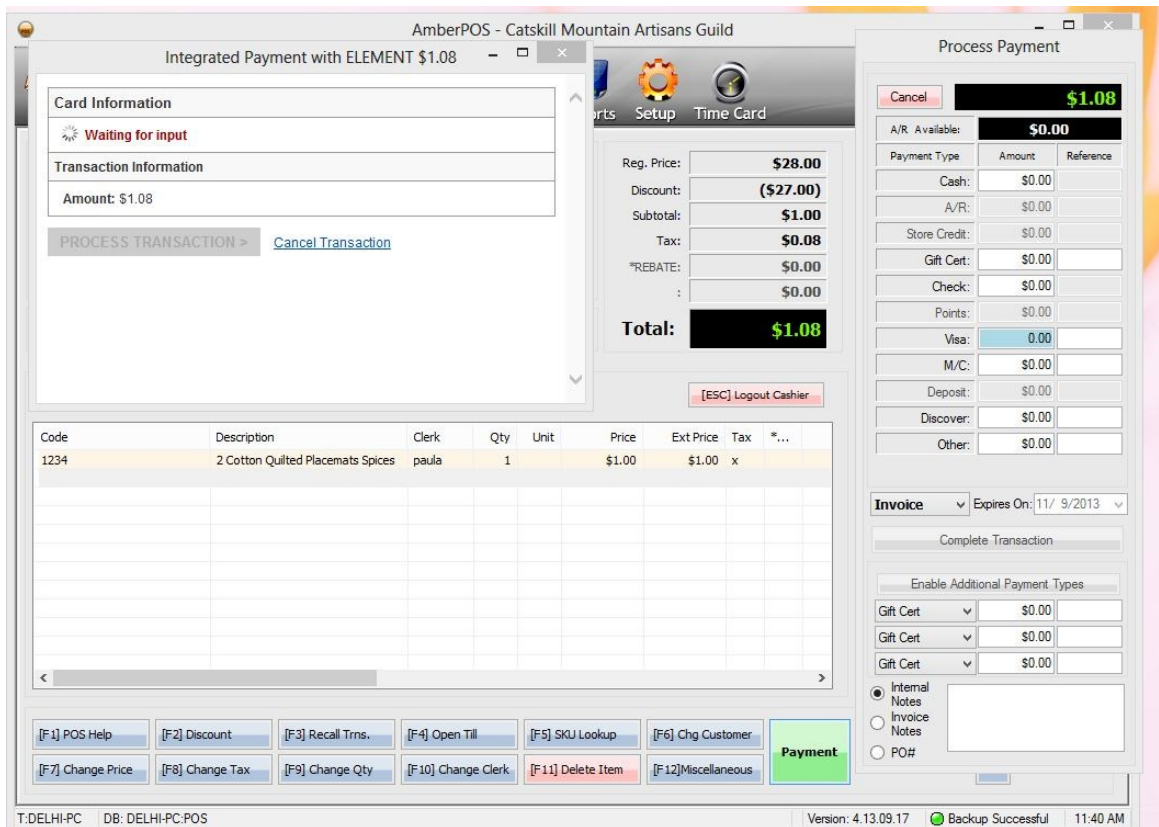 AmberPOS - Catskill Mountain Artisans Guild
Integrated Payment with ELEMENT $1.08
Card Information
Waiting for input
Transaction Information
Amount: $1.08
PROCESS TRANSACTION > Cancel Transaction
Setup Time Card
Reg. Price: $28.00
Discount: ($27.00)
Subtotal: $1.00
Tax: $0.08
*REBATE: $0.00
: $0.00
Total: $1.08
[ESC] Logout Cashier
Code Description Clerk Qty Unit Price Ext Price Tax *...
1234 2 Cotton Quilted Placemats Spices paula 1 $1.00 $1.00 x
[F1] POS Help [F2] Discount [F3] Recall Trns. [F4] Open Till [F5] SKU Lookup [F6] Chg Customer
Payment
[F7] Change Price [F8] Change Tax [F9] Change Qty [F10] Change Clerk [F11] Delete Item [F12]Miscellaneous
Process Payment
Cancel $1.08
A/R Available: $0.00
Payment Type Amount Reference
Cash: $0.00
A/R: $0.00
Store Credit: $0.00
Gift Cert: $0.00
Check: $0.00
Points: $0.00
Visa: 0.00
M/C: $0.00
Deposit: $0.00
Discover: $0.00
Other: $0.00
Invoice Expires On: 11/ 9/2013
Complete Transaction
Enable Additional Payment Types
Gift Cert $0.00
Gift Cert $0.00
Gift Cert $0.00
Internal
Notes
Invoice
Notes
PO#
T:DELHI-PC DB: DELHI-PC:POS Version: 4.13.09.17 Backup Successful 11:40 AM